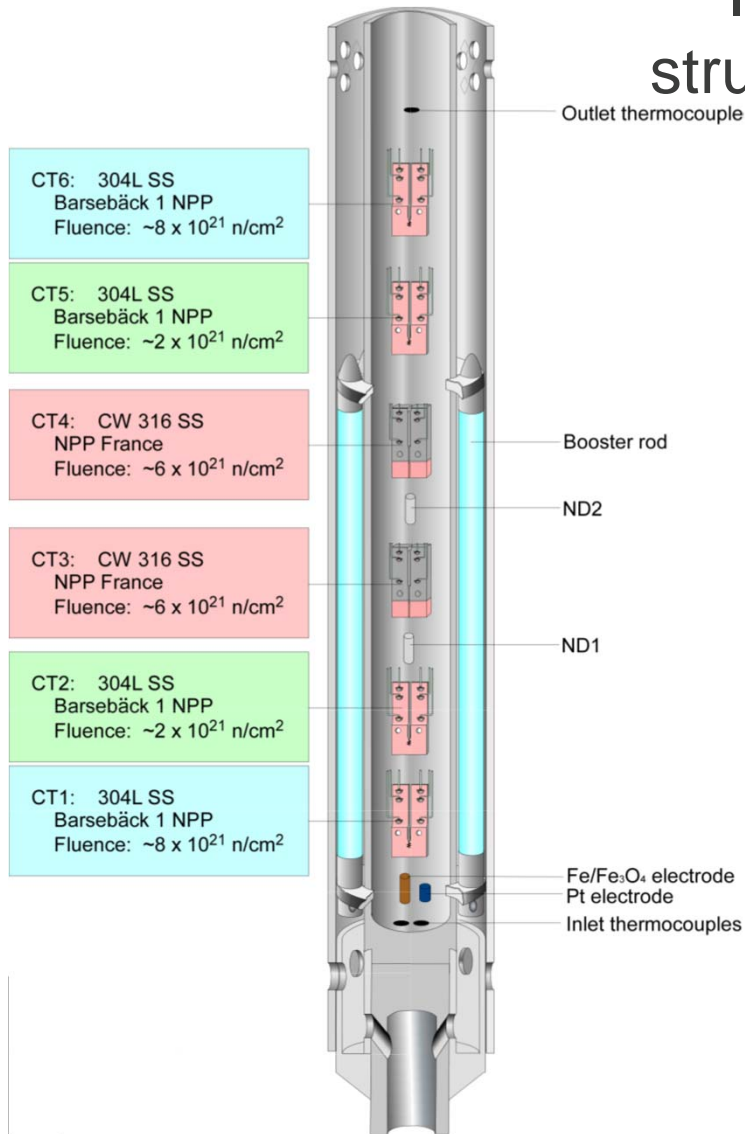 stru
Outlet thermocouple
CT6: 304L SS
Barsebäck 1 NPP
Fluence: ~8 x 10²¹ n/cm²
CT5: 304L SS
Barsebäck 1 NPP
Fluence: ~2 x 10²¹ n/cm²
CT4: CW 316 SS
NPP France
Fluence: ~6 x 10²¹ n/cm²
Booster rod
ND2
CT3: CW 316 SS
NPP France
Fluence: ~6 x 10²¹ n/cm²
ND1
CT2: 304L SS
Barsebäck 1 NPP
Fluence: ~2 x 10²¹ n/cm²
CT1: 304L SS
Barsebäck 1 NPP
Fluence: ~8 x 10²¹ n/cm²
Fe/Fe₃O₄ electrode
Pt electrode
Inlet thermocouples